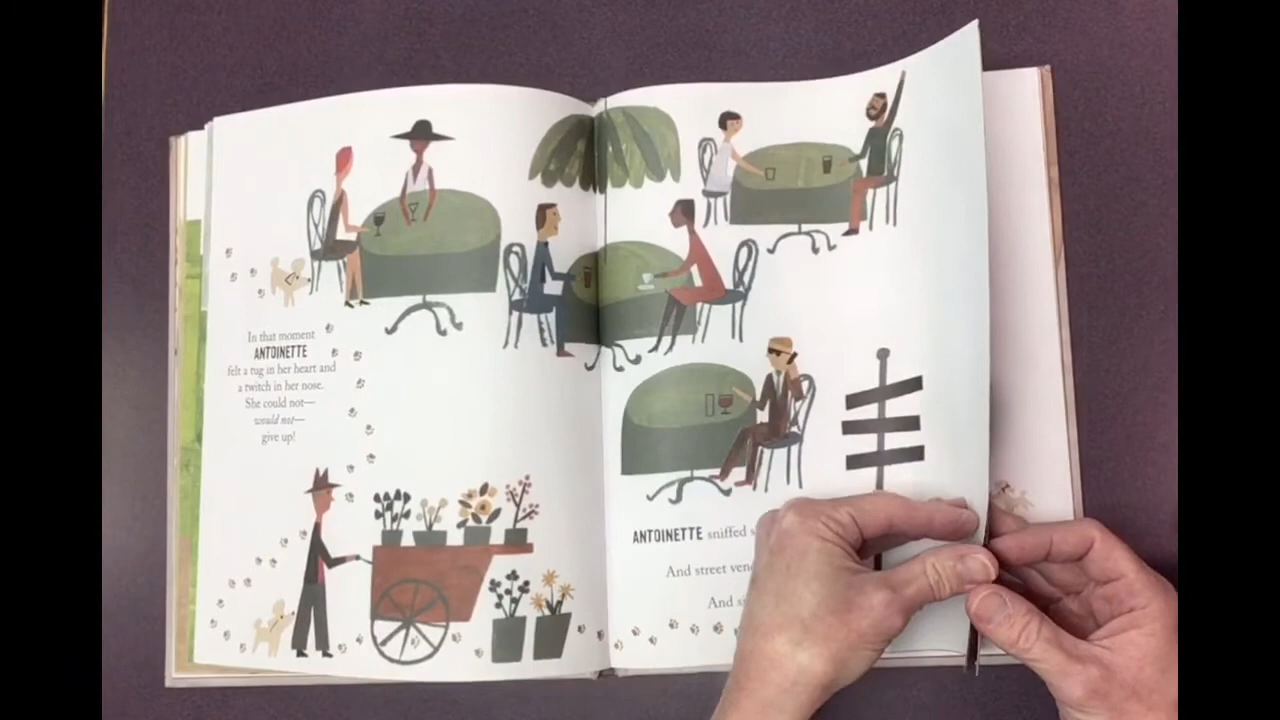 In that moment
ANTOINETTE
felt a tug in her heart and
a twitch in her nose.
She could not—
would not—
give up!
ANTOINETTE sniffed
And street
And